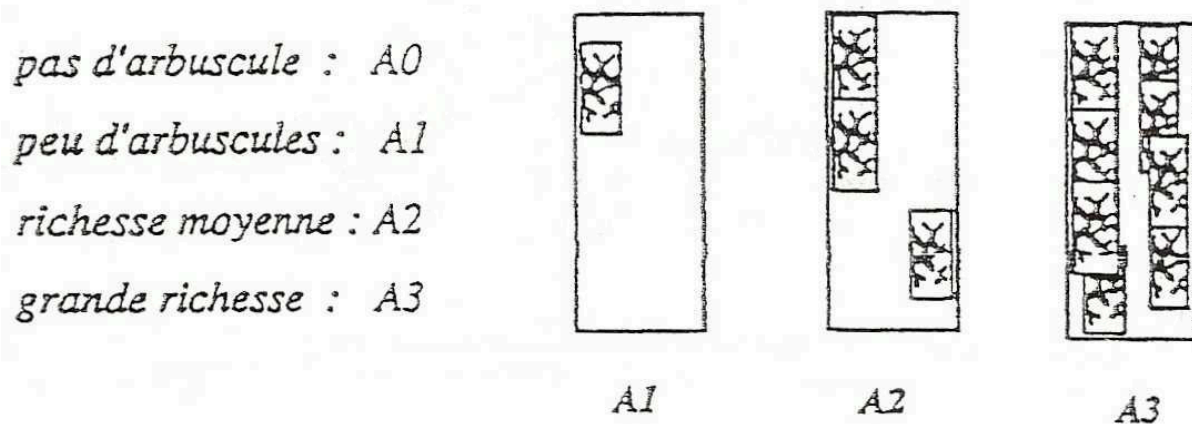 pas d'arbuscule : A0
peu d'arbuscules : A1
richesse moyenne : A2
grande richesse : A3
A1 A2 A3